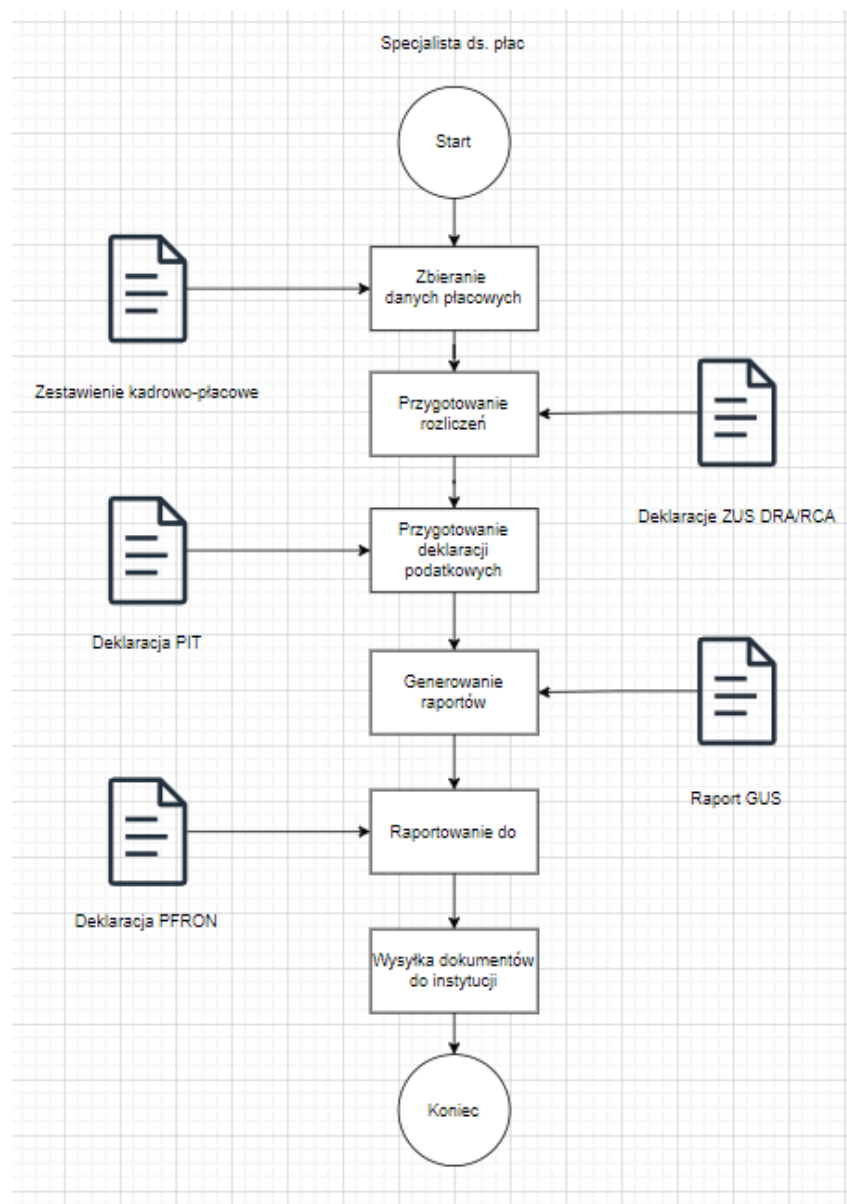 Specjalista ds. płac
Start
Zbieranie
danych płacowych
Zestawienie kadrowo-płacowe
Przygotowanie
rozliczeń
Deklaracje ZUS DRA/RCA
Przygotowanie
deklaracji
podatkowych
Deklaracja PIT
Generowanie
raportów
Raport GUS
Raportowanie do
Deklaracja PFRON
Wysyłka dokumentów
do instytucji
Koniec